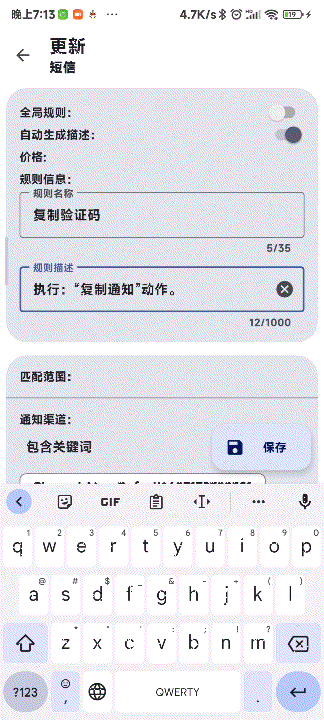 晚上7:13 ··· 4.7K/s 819
更新
短信
全局规则:
自动生成描述:
价格:
规则信息:
规则名称
复制验证码
5/35
规则描述
执行:“复制通知”动作。
12/1000
匹配范围:
通知渠道:
包含关键词
保存
GIF
1 2 3 4 5 6 7 8 9 0
q w e r t y u i o p
@ # $ _ & - + ( )
a s d f g h j k l
* " ' : ; ! ?
z x c v b n m
?123 , QWERTY .